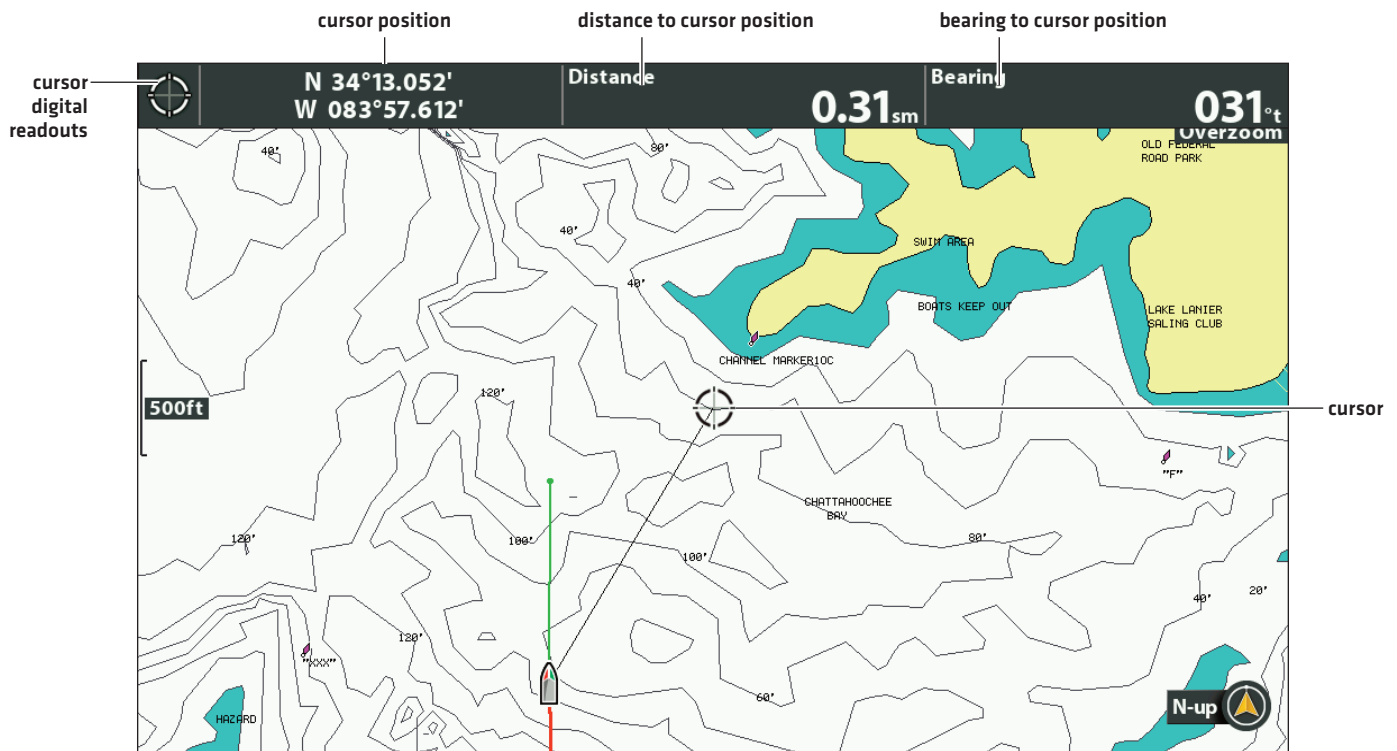 cursor position
distance to cursor position
bearing to cursor position
cursor
digital
readouts
N 34°13.052'
W 083°57.612'
Distance
0.31sm
Bearing
031°t
Overzoom
OLD FEDERAL
ROAD PARK
40'
80'
40'
SWIM AREA
40'
BOATS KEEP OUT
LAKE LANIER
SALING CLUB
CHANNEL MARKER10C
120'
500ft
cursor
"F"
CHATTAHOOCHEE
BAY
120'
100'
100'
80'
40'
20'
120'
"XXX"
60'
N-up
HAZARD